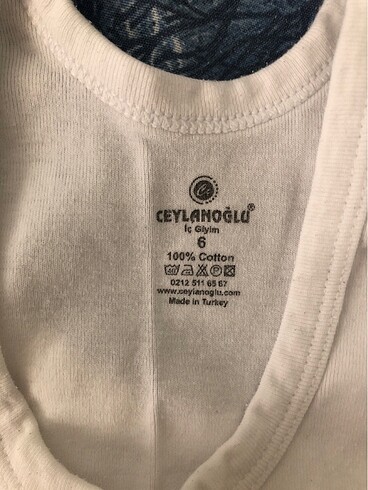 CEYLANOĞLU®
İç Giyim
6
100% Cotton
0212 511 65 67
www.ceylanoglu.com
Made in Turkey